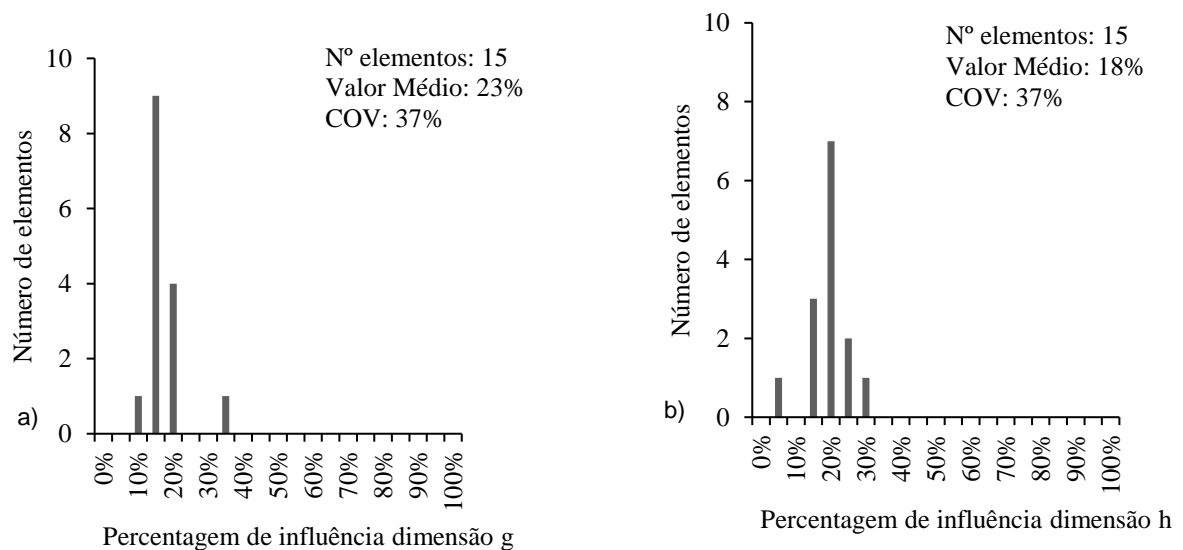 Nº elementos: 15
Valor Médio: 23%
COV: 37%
Número de elementos
10
8
6
4
2
0
a)
0%
10%
20%
30%
40%
50%
60%
70%
80%
90%
100%
Percentagem de influência dimensão g
Nº elementos: 15
Valor Médio: 18%
COV: 37%
Número de elementos
10
8
6
4
2
0
b)
0%
10%
20%
30%
40%
50%
60%
70%
80%
90%
100%
Percentagem de influência dimensão h